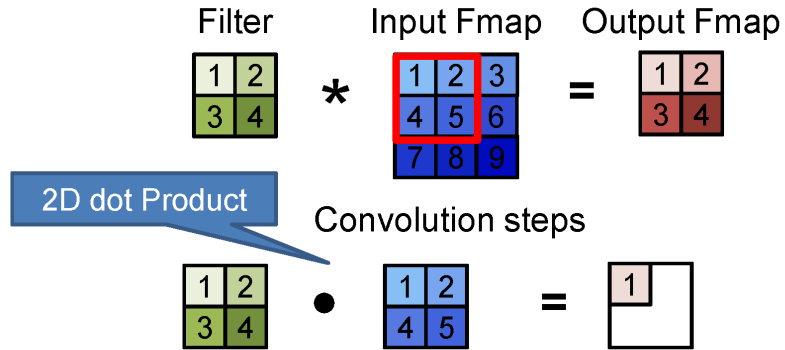 Filter Input Fmap Output Fmap
1 2 1 2 3 1 2
* =
3 4 4 5 6 3 4
7 8 9
2D dot Product
Convolution steps
1 2 1 2 1
• =
3 4 4 5